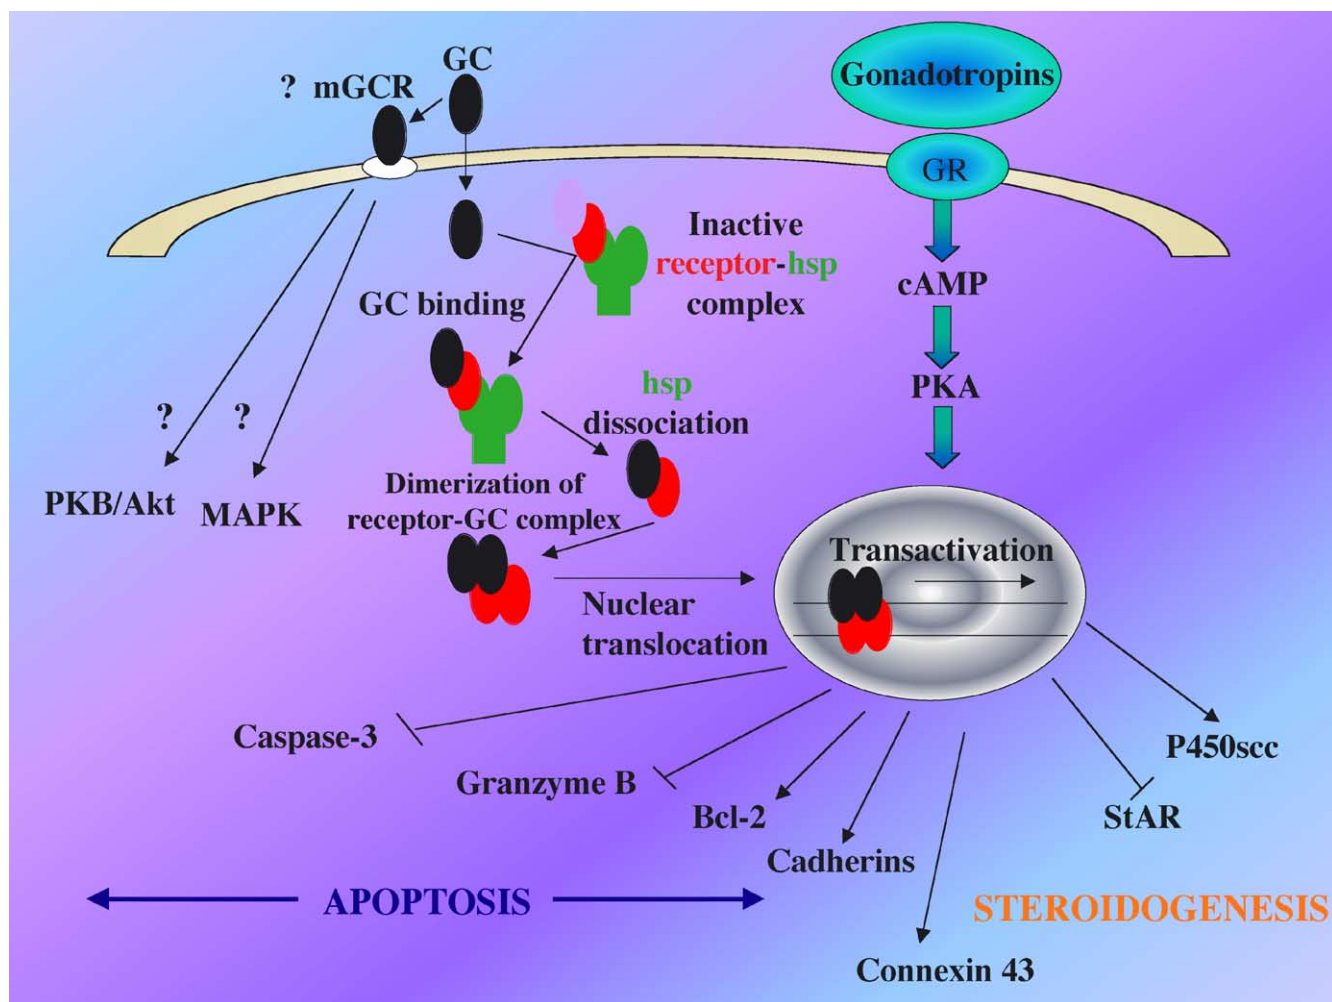 GC
? mGCR
Gonadotropins
GR
Inactive
receptor-hsp
complex
cAMP
GC binding
PKA
hsp
dissociation
? ?
PKB/Akt
MAPK
Dimerization of
receptor-GC complex
Transactivation
Nuclear
translocation
Caspase-3
Granzyme B
Bcl-2
Cadherins
Connexin 43
P450scc
StAR
APOPTOSIS
STEROIDOGENESIS